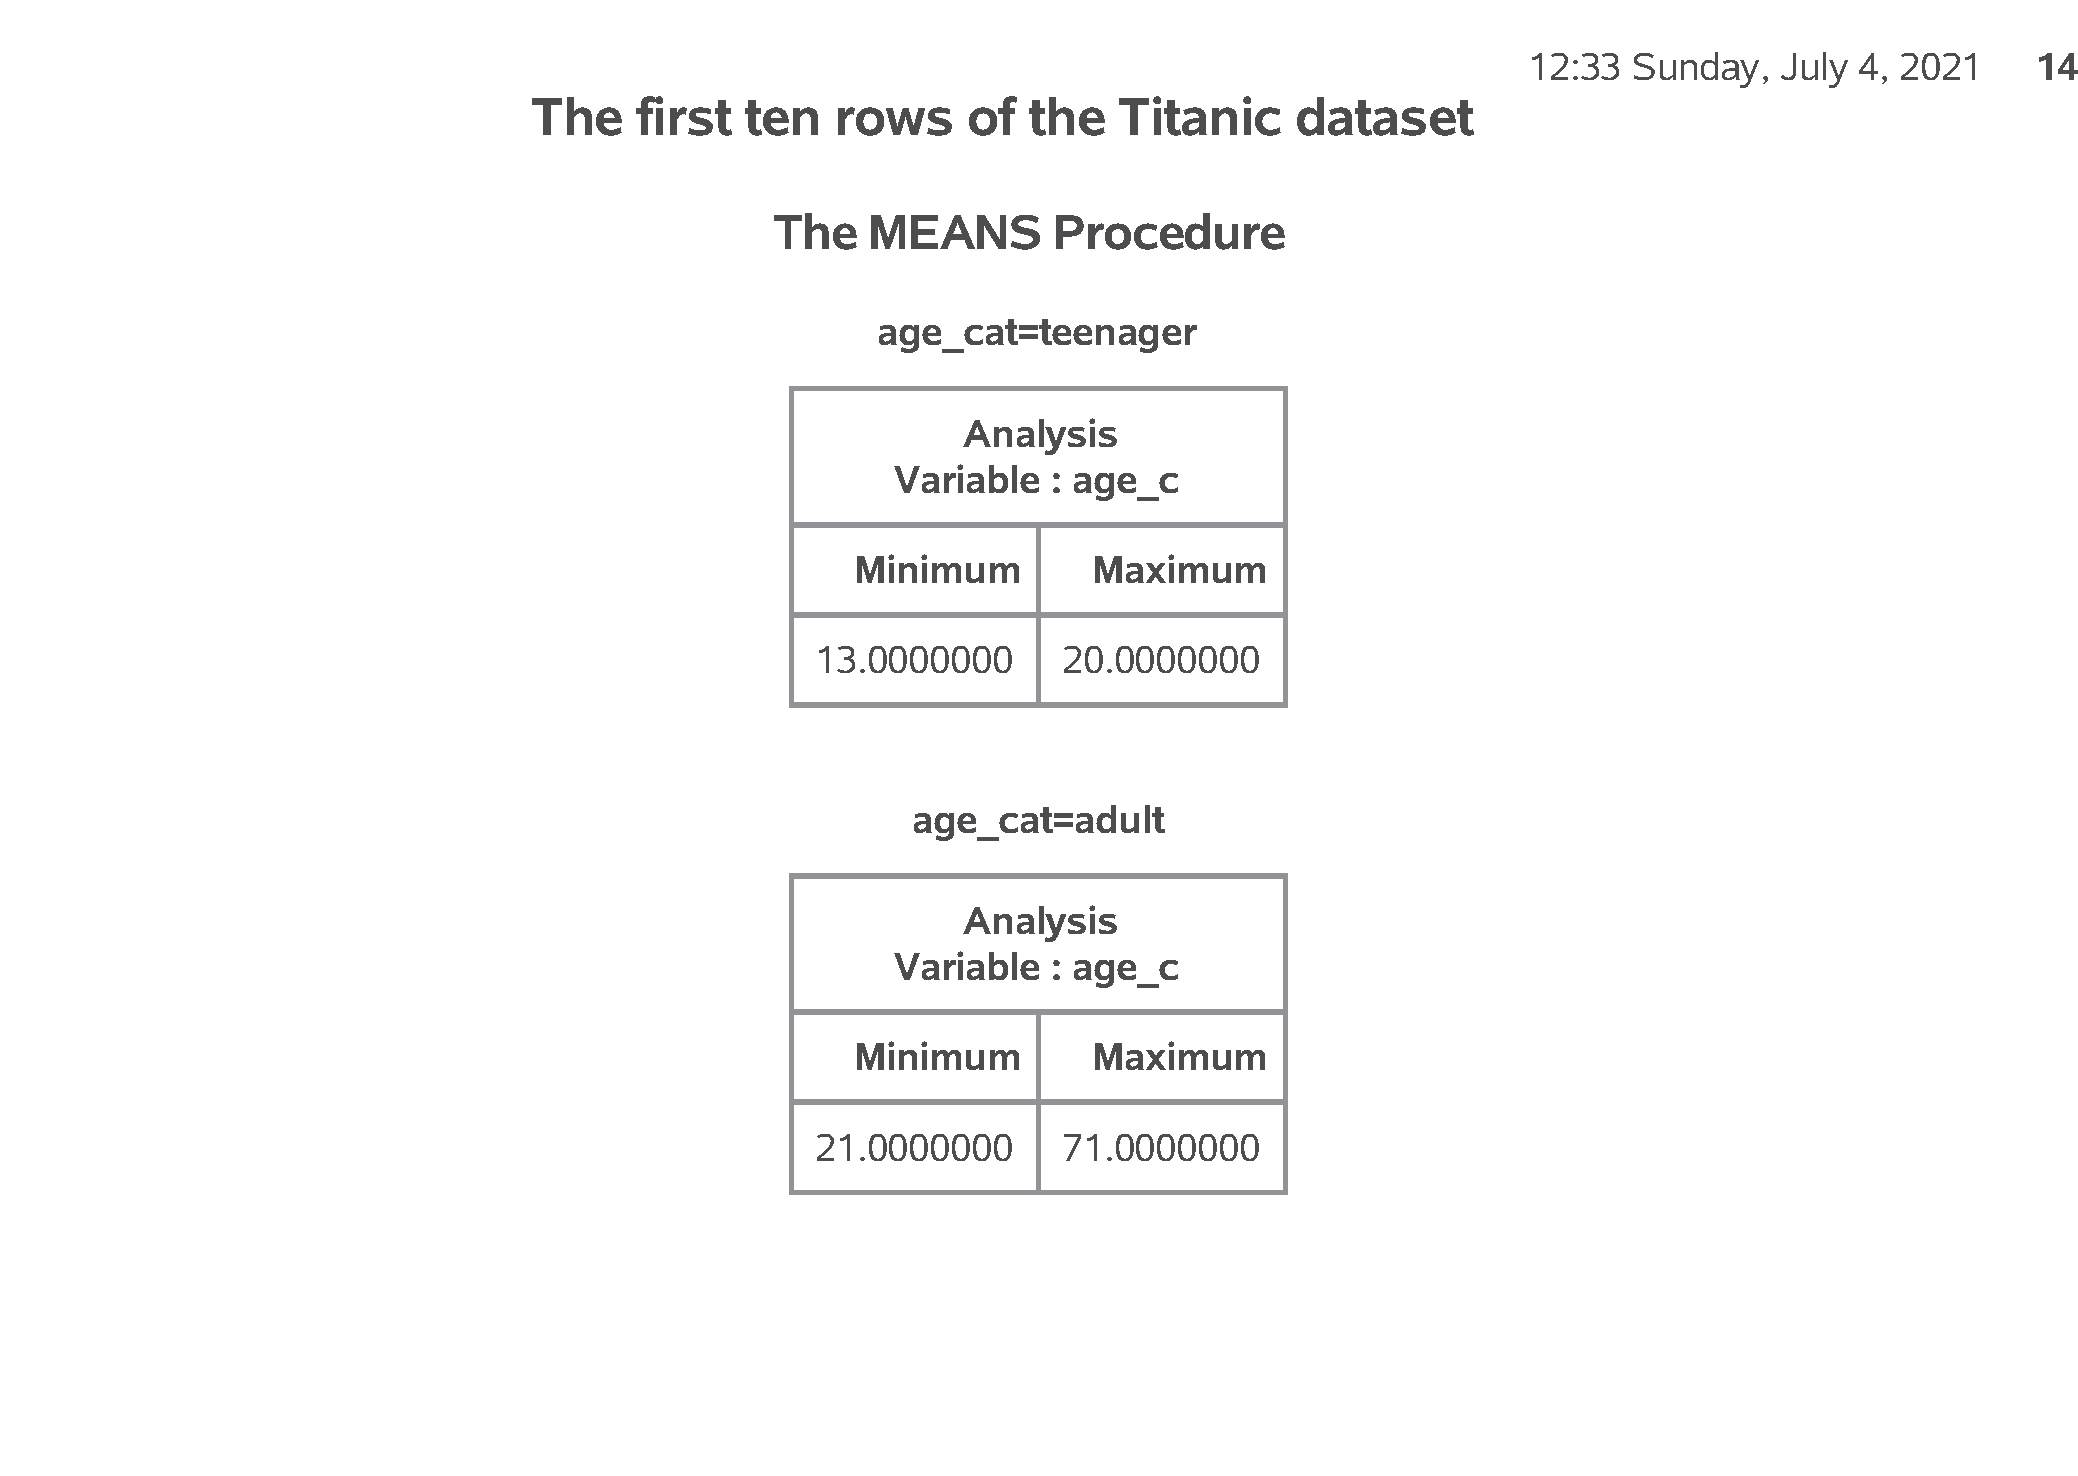 12:33 Sunday, July 4, 2021 14
The first ten rows of the Titanic dataset
The MEANS Procedure
age_cat=teenager
Analysis
Variable : age_c
Minimum Maximum
13.0000000 20.0000000
age_cat=adult
Analysis
Variable : age_c
Minimum Maximum
21.0000000 71.0000000